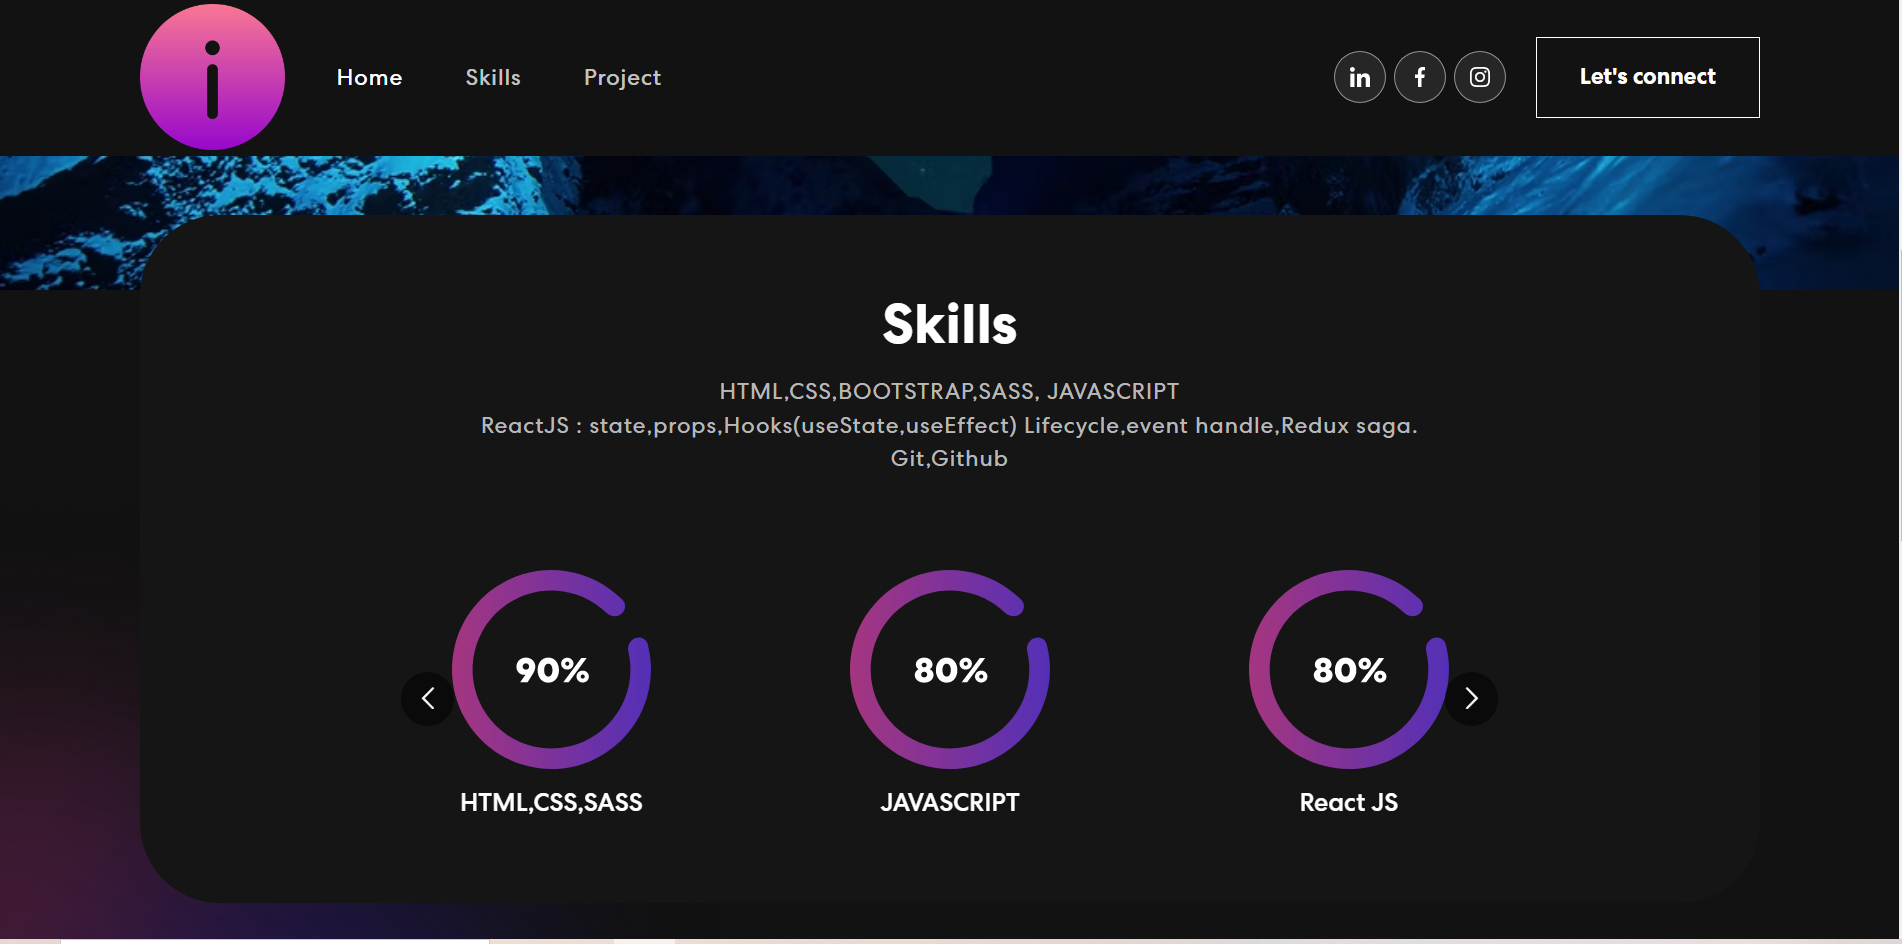 i
Home
Skills
Project
in
f
Let's connect
Skills
HTML,CSS,BOOTSTRAP,SASS, JAVASCRIPT
ReactJS : state,props,Hooks(useState,useEffect) Lifecycle,event handle,Redux saga.
Git,Github
90%
80%
80%
HTML,CSS,SASS
JAVASCRIPT
React JS